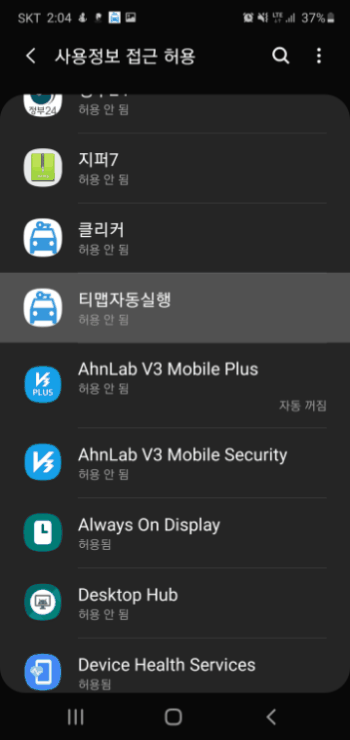 SKT 2:04 37%
사용정보 접근 허용
정부24
허용 안 됨
지퍼7
허용 안 됨
클리커
허용 안 됨
티맵자동실행
허용 안 됨
AhnLab V3 Mobile Plus
허용 안 됨
PLUS
자동 꺼짐
AhnLab V3 Mobile Security
허용 안 됨
Always On Display
허용됨
Desktop Hub
허용 안 됨
Device Health Services
허용됨